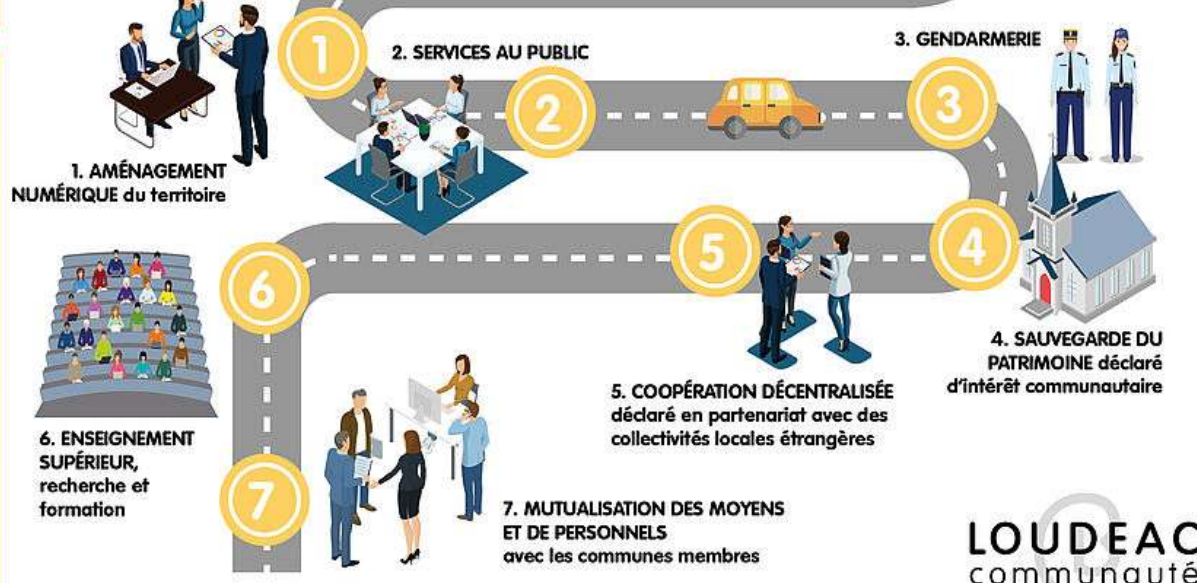 1
1. AMÉNAGEMENT
NUMÉRIQUE du territoire
2. SERVICES AU PUBLIC
2
3. GENDARMERIE
3
4
4. SAUVEGARDE DU
PATRIMOINE déclaré
d'intérêt communautaire
5
5. COOPÉRATION DÉCENTRALISÉE
déclaré en partenariat avec des
collectivités locales étrangères
6
6. ENSEIGNEMENT
SUPÉRIEUR,
recherche et
formation
7
7. MUTUALISATION DES MOYENS
ET DE PERSONNELS
avec les communes membres
LOUDEAC
communauté